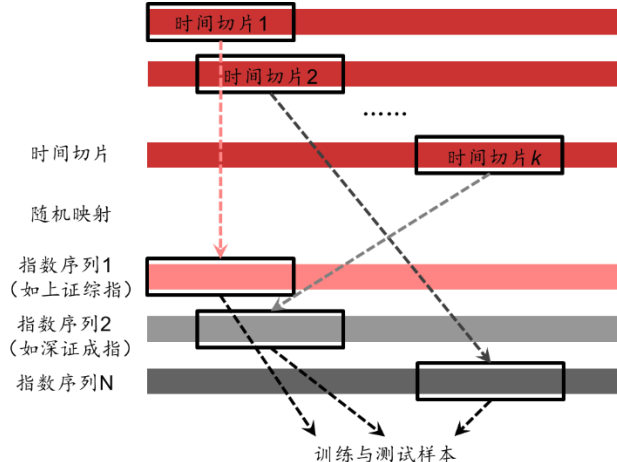 时间切片1
时间切片2
……
时间切片
时间切片k
随机映射
指数序列1
（如上证综指）
指数序列2
（如深证成指）
指数序列N
训练与测试样本